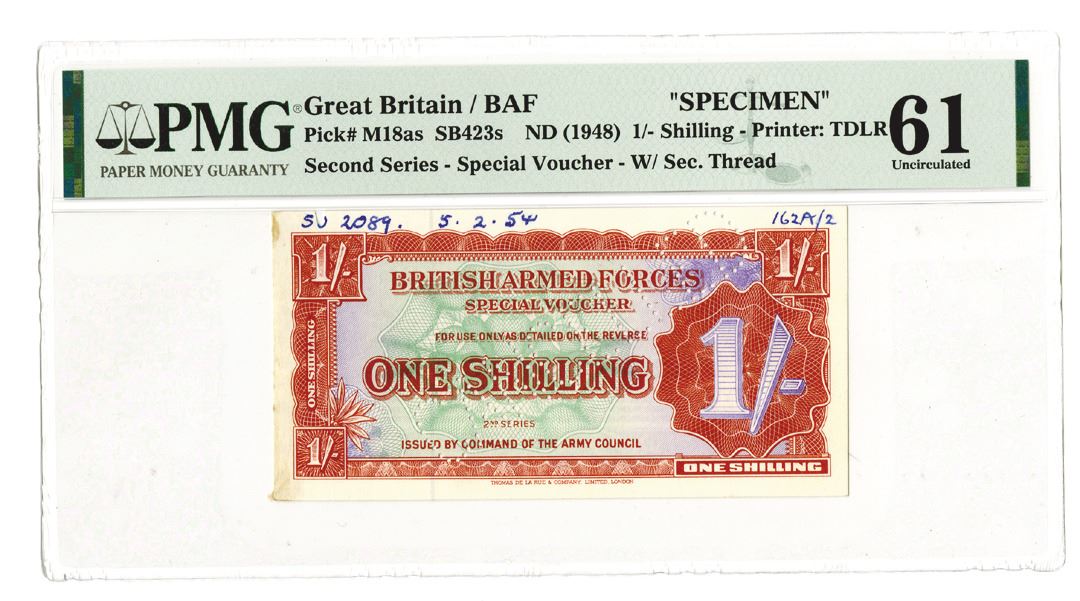 PMG® Great Britain / BAF "SPECIMEN" 61
Pick# M18as SB423s ND (1948) 1/- Shilling - Printer: TDLR
PAPER MONEY GUARANTY Second Series - Special Voucher - W/ Sec. Thread Uncirculated
SU 2089. 5. 2. 54 162A/2
1/- 1/-
BRITISH ARMED FORCES
SPECIAL VOUCHER
FOR USE ONLY AS DETAILED ON THE REVERSE
ONE SHILLING
ONE SHILLING 1/-
2ND SERIES
ISSUED BY COMMAND OF THE ARMY COUNCIL
1/- ONE SHILLING
THOMAS DE LA RUE & COMPANY, LIMITED, LONDON